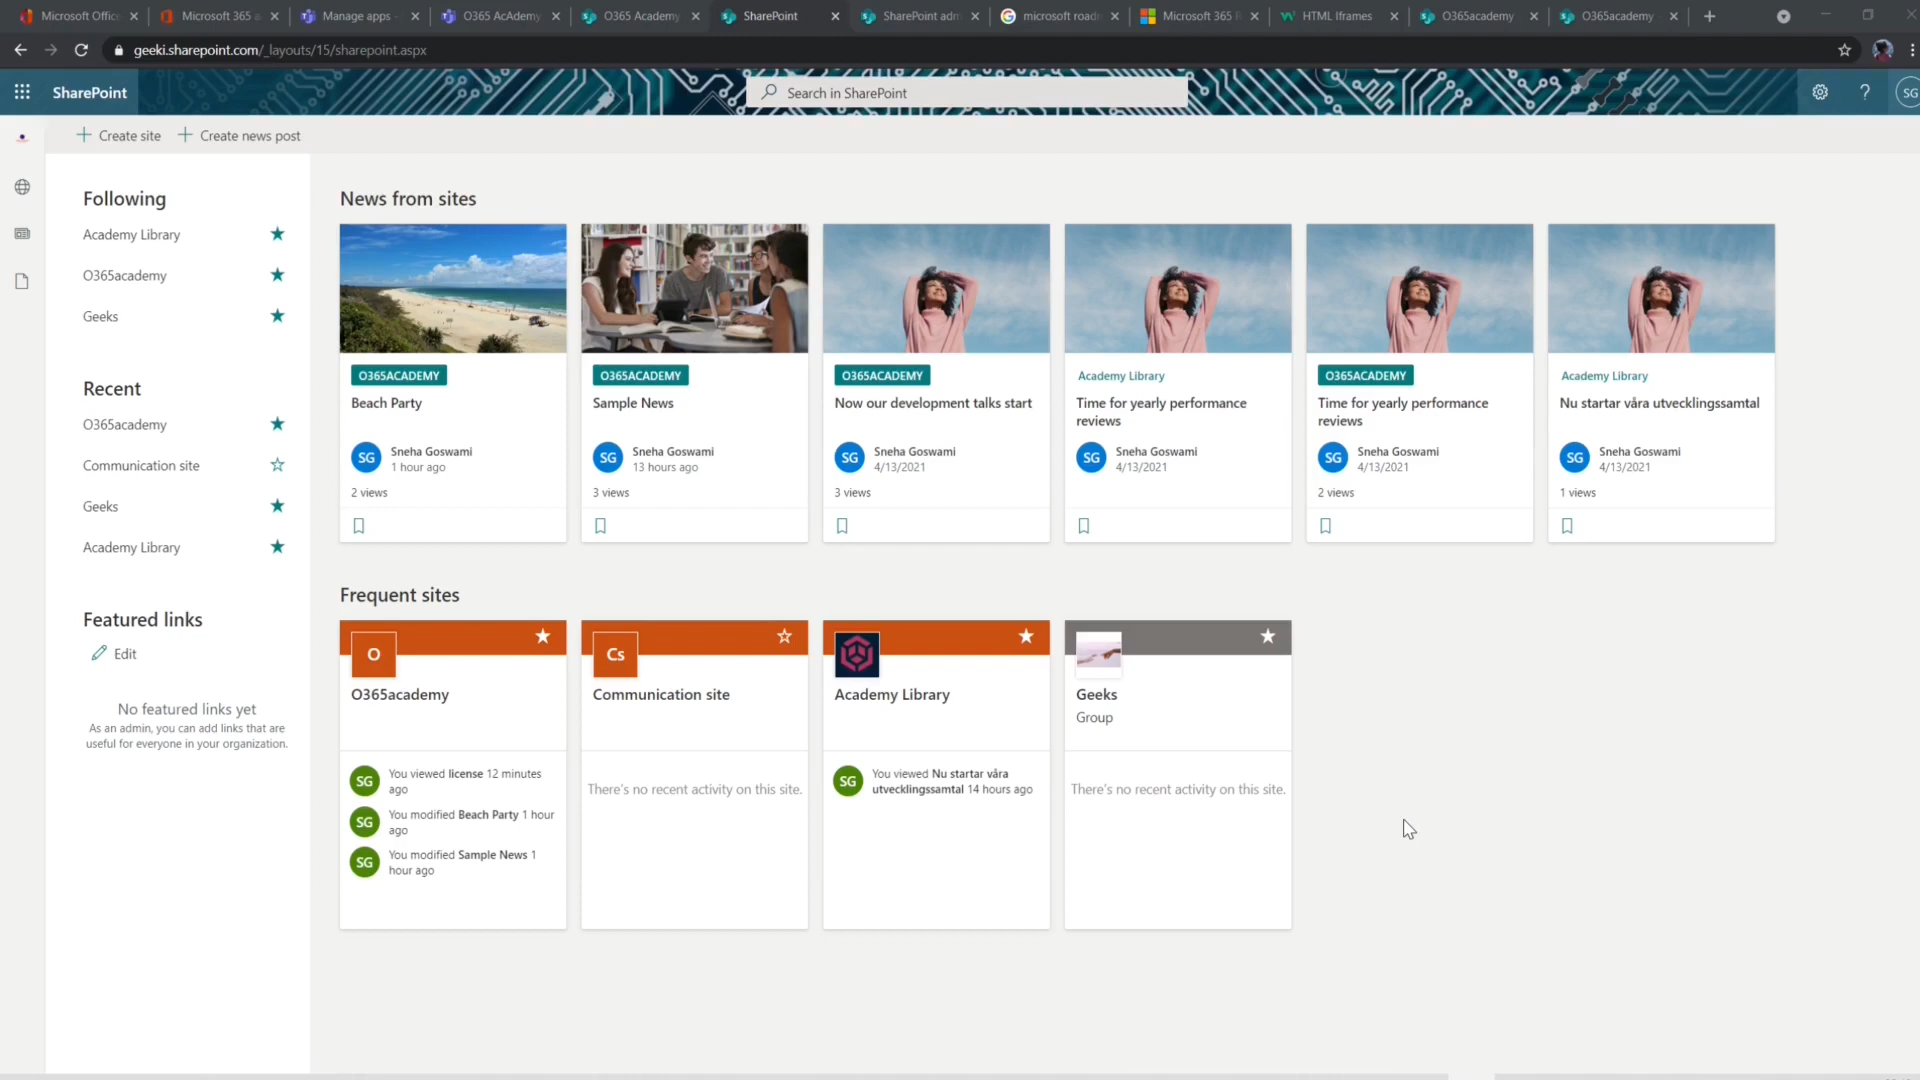 Microsoft Office
Microsoft 365 a
Manage apps -
O365 AcAdemy
O365 Academy
SharePoint
SharePoint adm
microsoft road
Microsoft 365 R
HTML Iframes
O365academy
O365academy
geeki.sharepoint.com/_layouts/15/sharepoint.aspx
SharePoint
Search in SharePoint
?
SG
Create site
Create news post
Following
Academy Library
O365academy
Geeks
Recent
O365academy
Communication site
Geeks
Academy Library
Featured links
Edit
No featured links yet
As an admin, you can add links that are
useful for everyone in your organization.
News from sites
O365ACADEMY
Beach Party
SG
Sneha Goswami
1 hour ago
2 views
O365ACADEMY
Sample News
SG
Sneha Goswami
13 hours ago
3 views
O365ACADEMY
Now our development talks start
SG
Sneha Goswami
4/13/2021
3 views
Academy Library
Time for yearly performance
reviews
SG
Sneha Goswami
4/13/2021
O365ACADEMY
Time for yearly performance
reviews
SG
Sneha Goswami
4/13/2021
2 views
Academy Library
Nu startar våra utvecklingssamtal
SG
Sneha Goswami
4/13/2021
1 views
Frequent sites
O
O365academy
SG
You viewed license 12 minutes
ago
SG
You modified Beach Party 1 hour
ago
SG
You modified Sample News 1
hour ago
Cs
Communication site
There's no recent activity on this site.
Academy Library
SG
You viewed Nu startar våra
utvecklingssamtal 14 hours ago
Geeks
Group
There's no recent activity on this site.